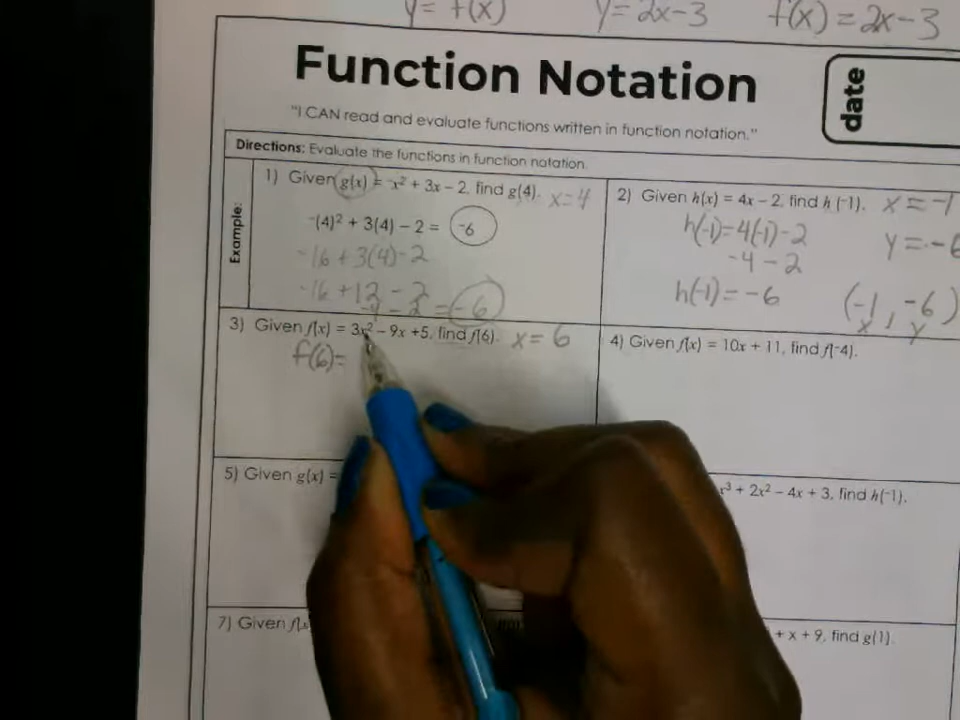 y = f(x) y = 2x - 3 f(x) = 2x - 3
Function Notation
date
"I CAN read and evaluate functions written in function notation."
Directions: Evaluate the functions in function notation.
Example:
1) Given g(x) = -x² + 3x - 2, find g(4). x=4
-(4)² + 3(4) - 2 = -6
-16 + 3(4) - 2
-16 + 12 - 2
-4 - 2 = -6
2) Given h(x) = 4x - 2, find h(-1). x = -1
h(-1) = 4(-1) - 2 y = -6
-4 - 2
h(-1) = -6 (-1, -6)
x y
3) Given f(x) = 3x² - 9x +5, find f(6). x = 6
f(6) =
4) Given f(x) = 10x + 11, find f(-4).
5) Given g(x) =
x³ + 2x² - 4x + 3, find h(-1).
7) Given
+ x + 9, find g(1).